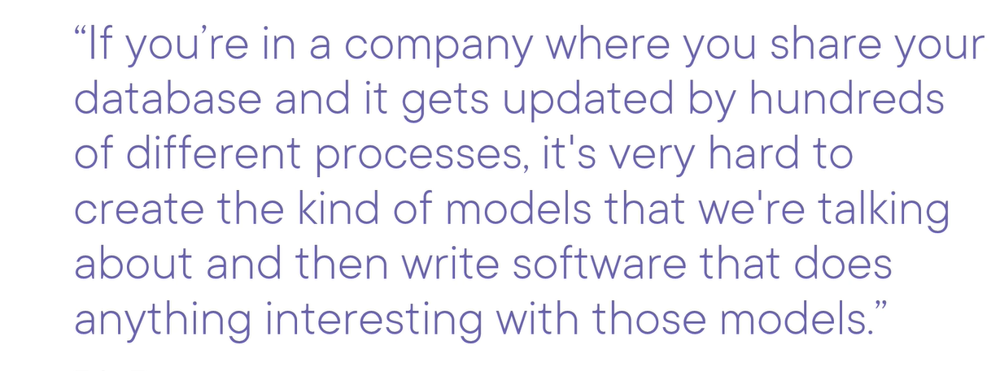 “If you’re in a company where you share your
database and it gets updated by hundreds
of different processes, it's very hard to
create the kind of models that we're talking
about and then write software that does
anything interesting with those models.”